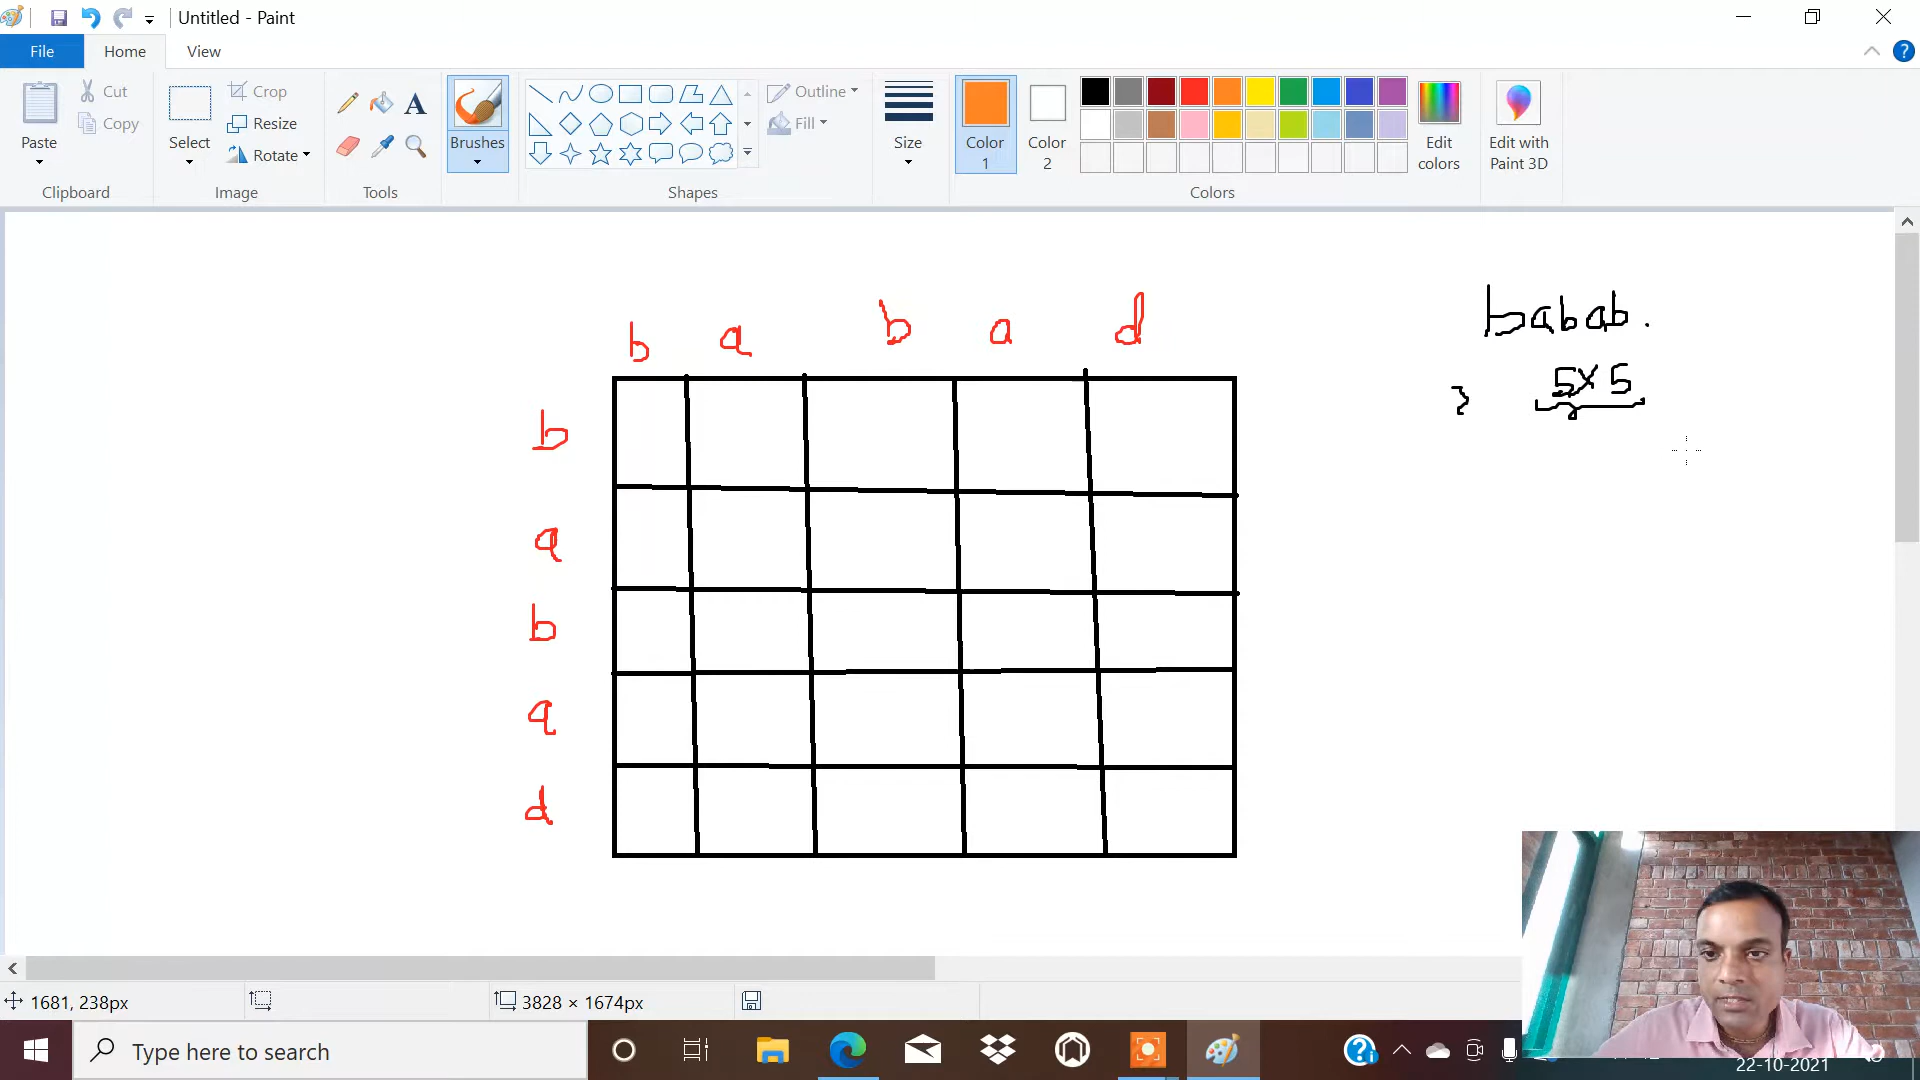 Untitled - Paint
File Home View
Paste
Cut
Copy
Clipboard
Select
Crop
Resize
Rotate
Image
Tools
Brushes
Shapes
Outline
Fill
Size
Color 1
Color 2
Colors
Edit colors
Edit with Paint 3D
b a b a d
babab.
5x5
b
a
b
a
d
1681, 238px
3828 × 1674px
Type here to search
22-10-2021